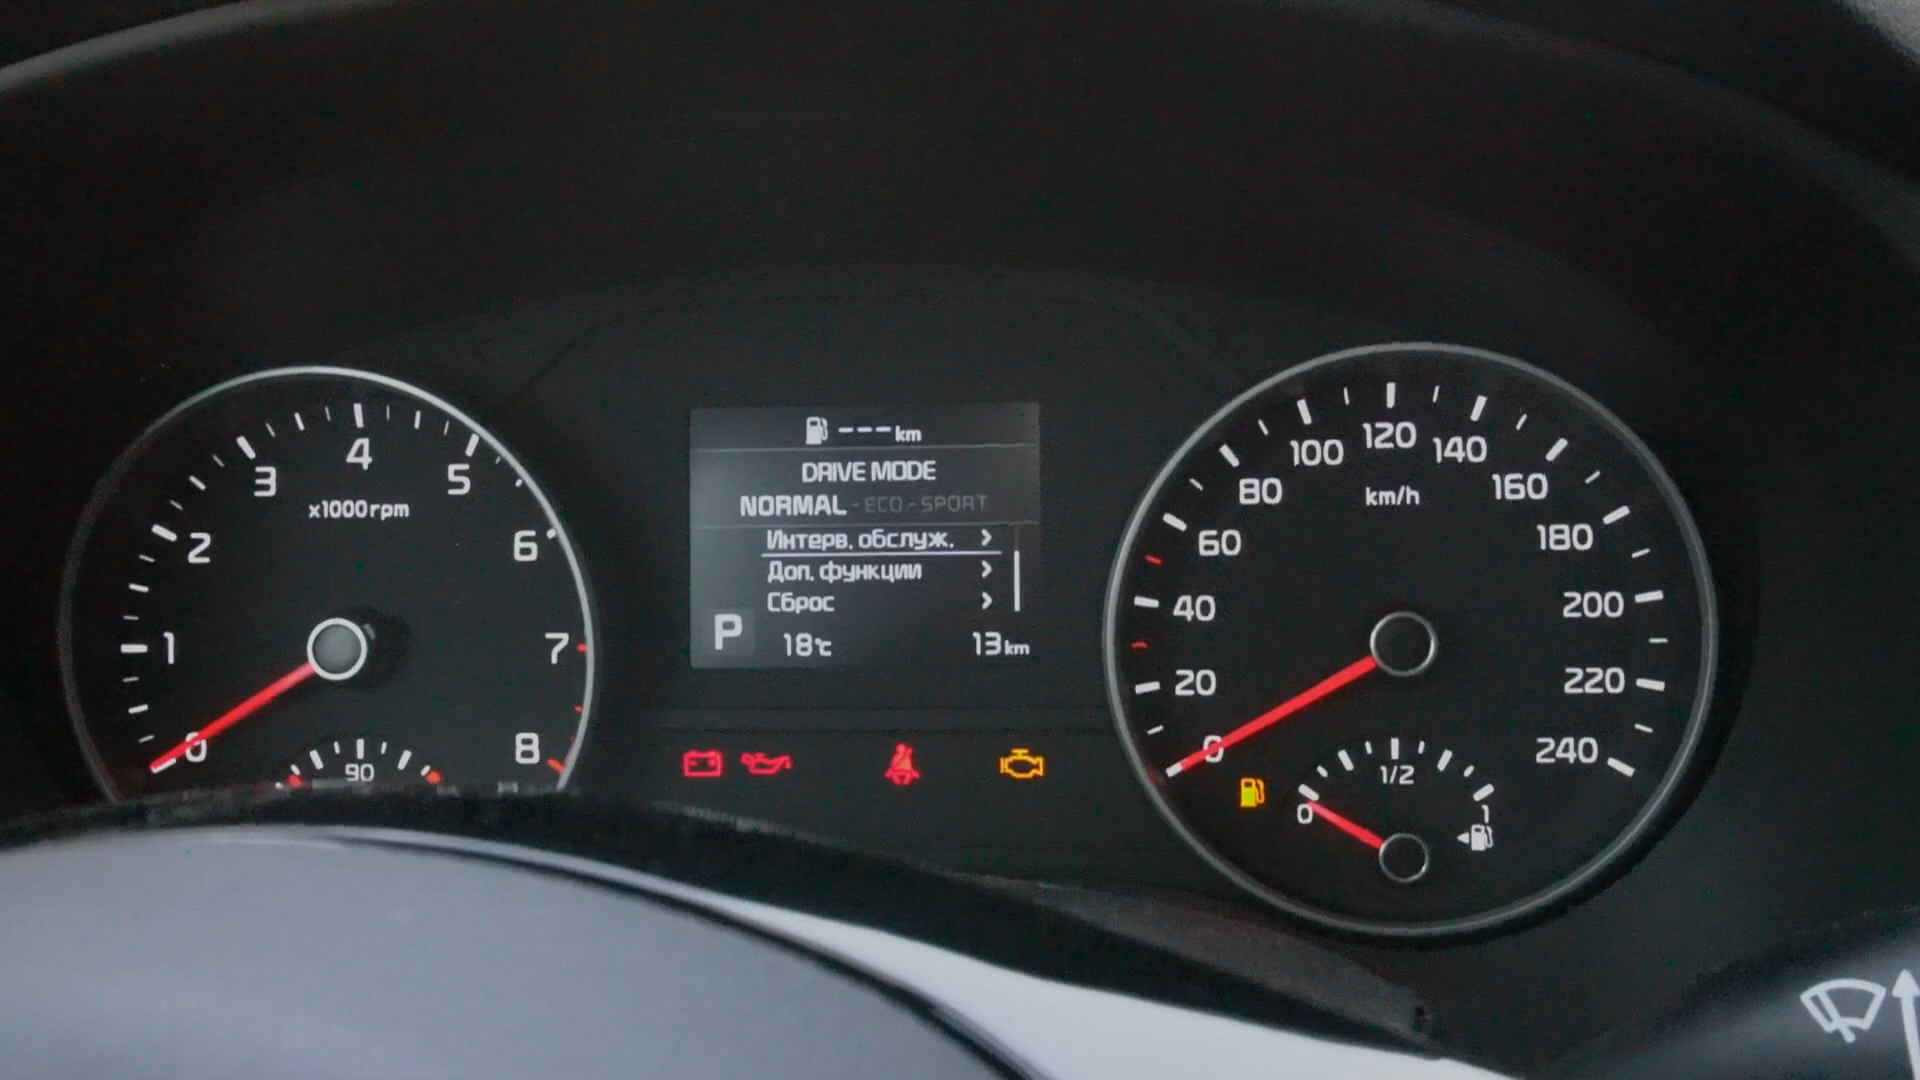 --- km
DRIVE MODE
NORMAL - ECO - SPORT
Интерв. обслуж.
Доп. функции
Сброс
P 18℃ 13 km
0 1 2 3 4 5 6 7 8
x1000rpm
90
0 20 40 60 80 100 120 140 160 180 200 220 240
km/h
0 1/2 1